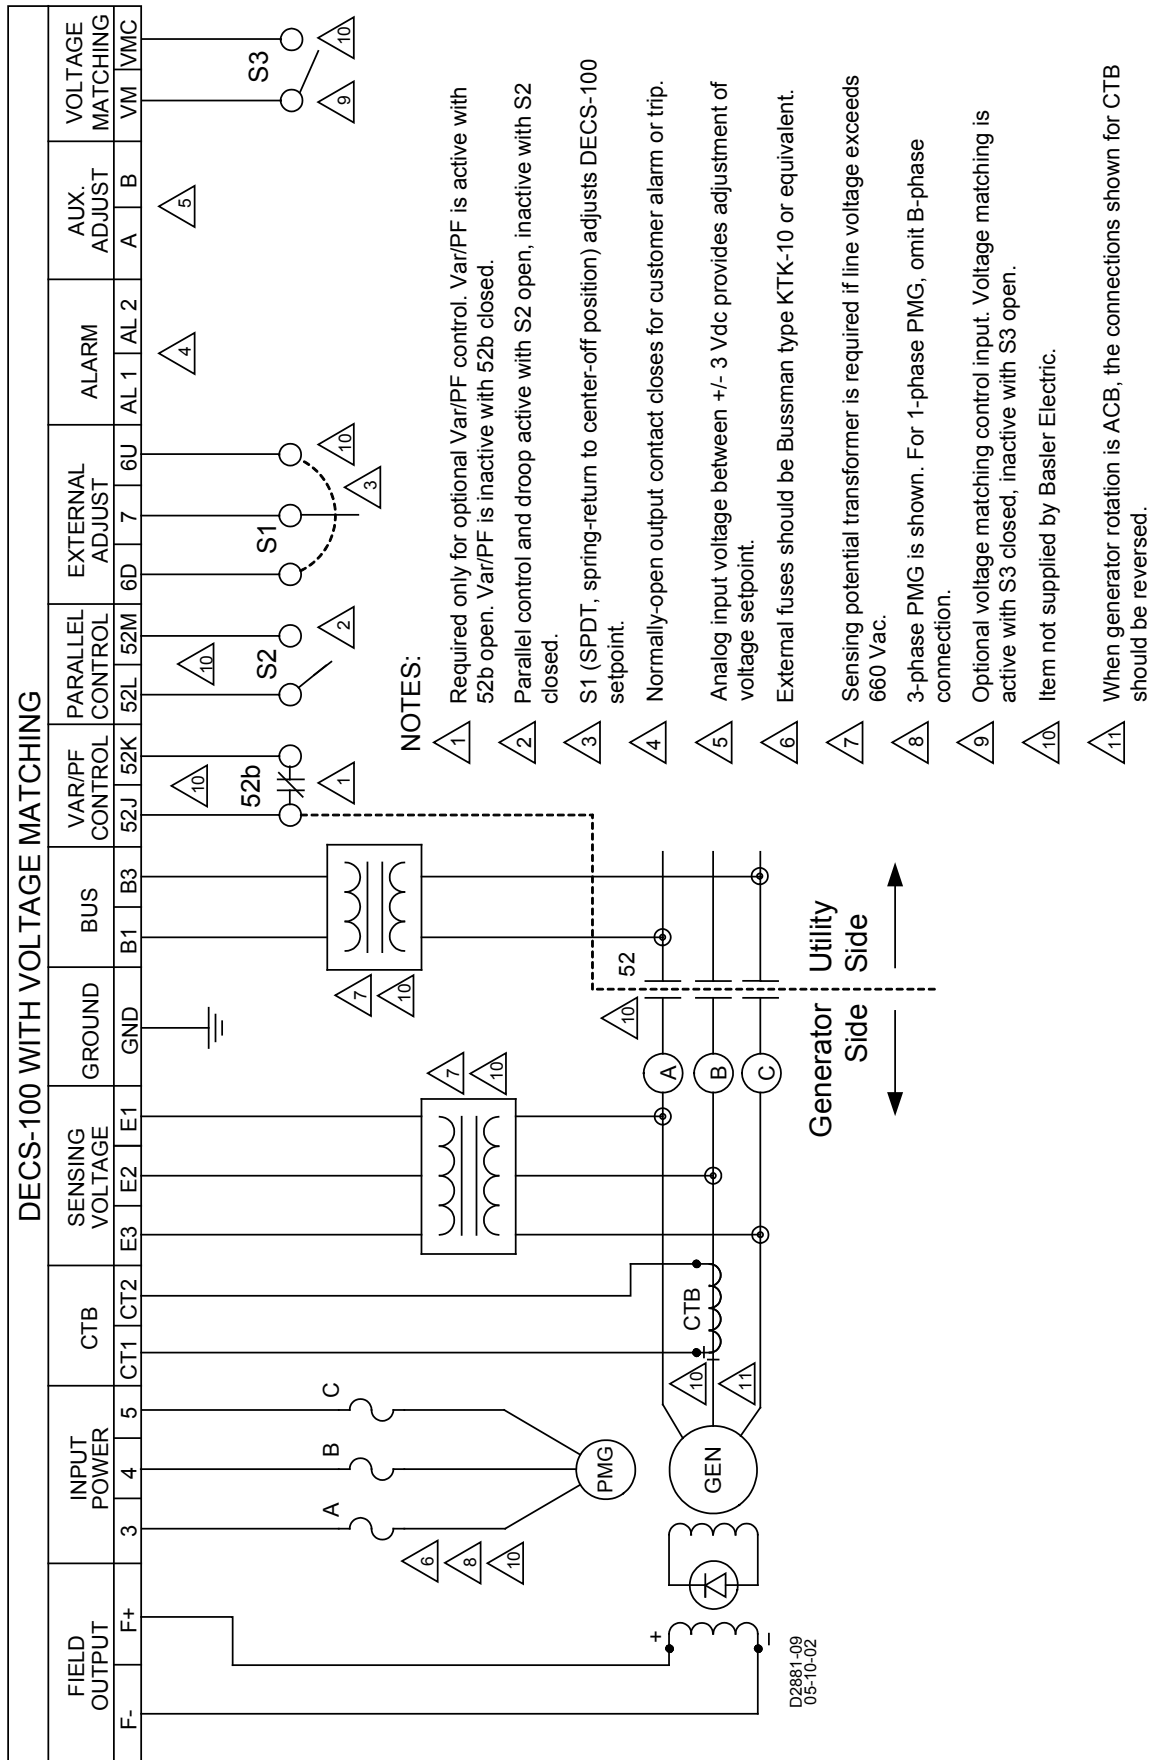 DECS-100 WITH VOLTAGE MATCHING
FIELD
OUTPUT
INPUT
POWER
CTB
SENSING
VOLTAGE
GROUND
BUS
VAR/PF
CONTROL
PARALLEL
CONTROL
EXTERNAL
ADJUST
ALARM
AUX.
ADJUST
VOLTAGE
MATCHING
F- F+ 3 4 5 CT1 CT2 E3 E2 E1 GND B1 B3 52J 52K 52L 52M 6D 7 6U AL 1 AL 2 A B VM VMC
10
10
4
5
52b
S2
S1
S3
1
2
10
3
9
10
A
B
C
6
8
10
PMG
7
10
7
10
10
52
A
B
C
CTB
10
11
GEN
+
–
Generator
Side
Utility
Side
D2881-09
05-10-02
NOTES:
1 Required only for optional Var/PF control. Var/PF is active with
52b open. Var/PF is inactive with 52b closed.
2 Parallel control and droop active with S2 open, inactive with S2
closed.
3 S1 (SPDT, spring-return to center-off position) adjusts DECS-100
setpoint.
4 Normally-open output contact closes for customer alarm or trip.
5 Analog input voltage between +/- 3 Vdc provides adjustment of
voltage setpoint.
6 External fuses should be Bussman type KTK-10 or equivalent.
7 Sensing potential transformer is required if line voltage exceeds
660 Vac.
8 3-phase PMG is shown. For 1-phase PMG, omit B-phase
connection.
9 Optional voltage matching control input. Voltage matching is
active with S3 closed, inactive with S3 open.
10 Item not supplied by Basler Electric.
11 When generator rotation is ACB, the connections shown for CTB
should be reversed.